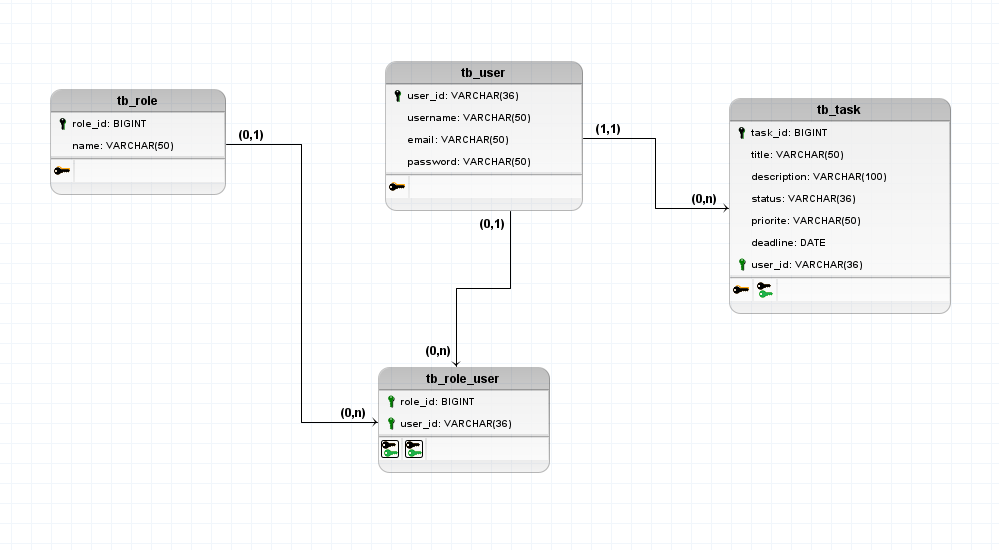 tb_role
role_id: BIGINT
name: VARCHAR(50)
(0,1)
tb_user
user_id: VARCHAR(36)
username: VARCHAR(50)
email: VARCHAR(50)
password: VARCHAR(50)
(1,1)
(0,n)
tb_task
task_id: BIGINT
title: VARCHAR(50)
description: VARCHAR(100)
status: VARCHAR(36)
priorite: VARCHAR(50)
deadline: DATE
user_id: VARCHAR(36)
(0,1)
(0,n)
(0,n)
tb_role_user
role_id: BIGINT
user_id: VARCHAR(36)